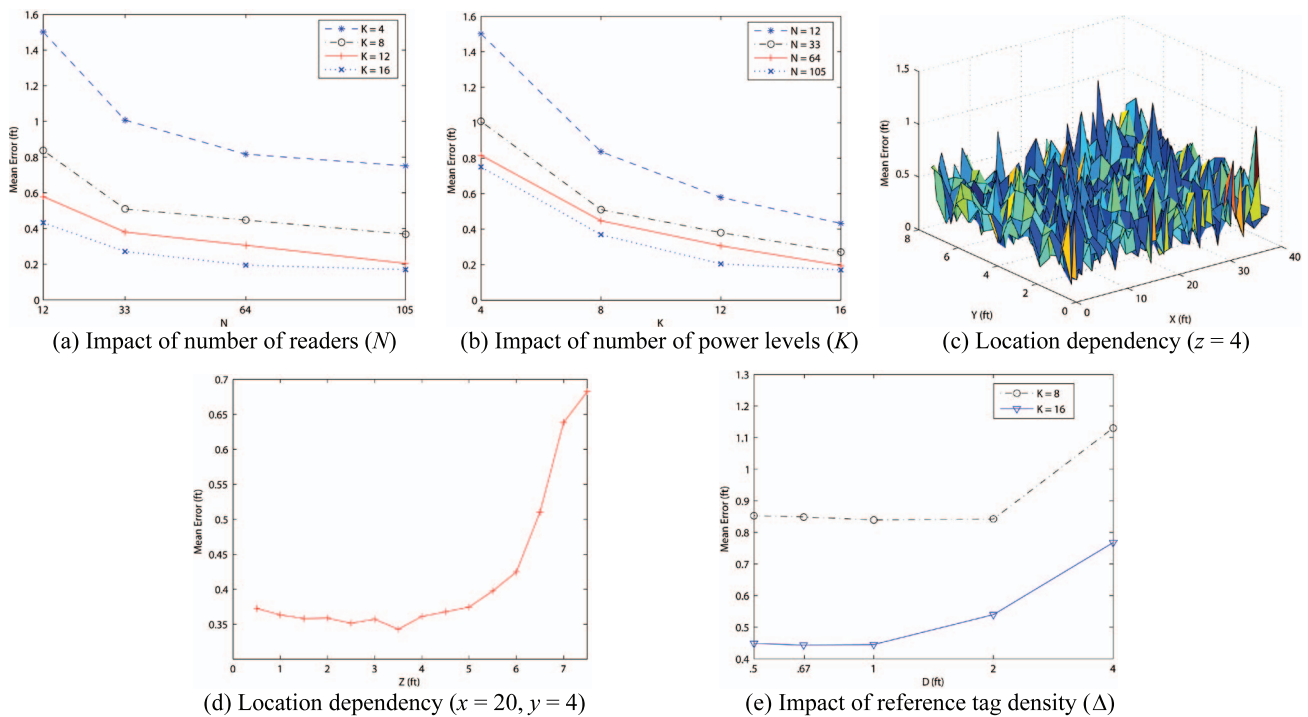 1.6
1.4
1.2
1
0.8
0.6
0.4
0.2
0
Mean Error (ft)
12 33 64 105
N
K = 4
K = 8
K = 12
K = 16
(a) Impact of number of readers (N)
1.6
1.4
1.2
1
0.8
0.6
0.4
0.2
0
Mean Error (ft)
4 8 12 16
K
N = 12
N = 33
N = 64
N = 105
(b) Impact of number of power levels (K)
1.5
1
0.5
0
Mean Error (ft)
8 6 4 2 0
Y (ft)
0 10 20 30 40
X (ft)
(c) Location dependency (z = 4)
0.7
0.65
0.6
0.55
0.5
0.45
0.4
0.35
Mean Error (ft)
0 1 2 3 4 5 6 7
Z (ft)
(d) Location dependency (x = 20, y = 4)
1.3
1.2
1.1
1
0.9
0.8
0.7
0.6
0.5
0.4
Mean Error (ft)
.5 .67 1 2 4
D (ft)
K = 8
K = 16
(e) Impact of reference tag density (Δ)